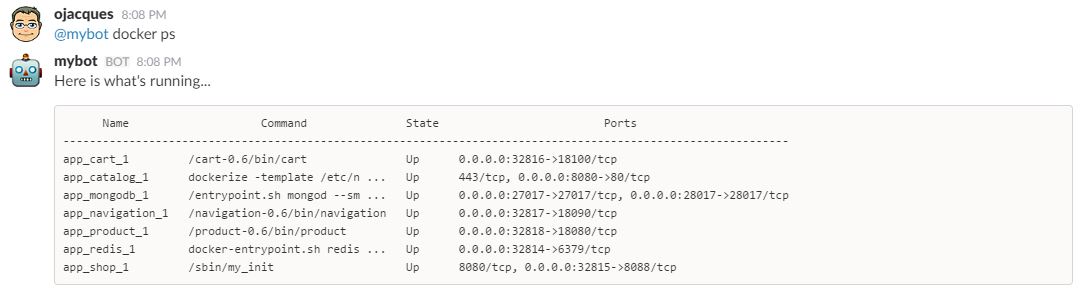 ojacques 8:08 PM
@mybot docker ps
mybot BOT 8:08 PM
Here is what's running...
Name Command State Ports
--------------------------------------------------------------------------------------------------------------
app_cart_1 /cart-0.6/bin/cart Up 0.0.0.0:32816->18100/tcp
app_catalog_1 dockerize -template /etc/n ... Up 443/tcp, 0.0.0.0:8080->80/tcp
app_mongodb_1 /entrypoint.sh mongod --sm ... Up 0.0.0.0:27017->27017/tcp, 0.0.0.0:28017->28017/tcp
app_navigation_1 /navigation-0.6/bin/navigation Up 0.0.0.0:32817->18090/tcp
app_product_1 /product-0.6/bin/product Up 0.0.0.0:32818->18080/tcp
app_redis_1 docker-entrypoint.sh redis ... Up 0.0.0.0:32814->6379/tcp
app_shop_1 /sbin/my_init Up 8080/tcp, 0.0.0.0:32815->8088/tcp